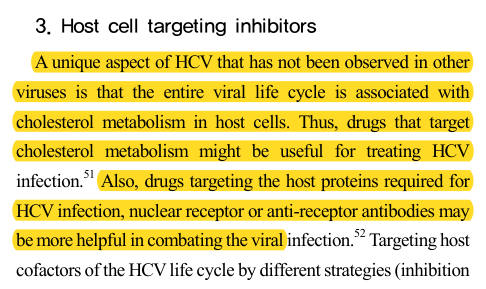 3. Host cell targeting inhibitors
A unique aspect of HCV that has not been observed in other
viruses is that the entire viral life cycle is associated with
cholesterol metabolism in host cells. Thus, drugs that target
cholesterol metabolism might be useful for treating HCV
infection.51 Also, drugs targeting the host proteins required for
HCV infection, nuclear receptor or anti-receptor antibodies may
be more helpful in combating the viral infection.52 Targeting host
cofactors of the HCV life cycle by different strategies (inhibition